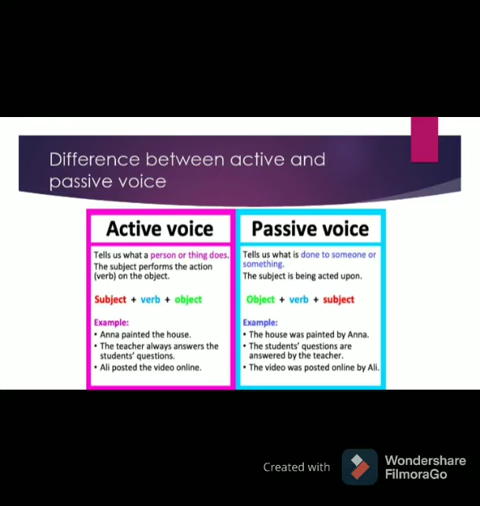 Difference between active and
passive voice
Active voice
Tells us what a person or thing does.
The subject performs the action
(verb) on the object.
Subject + verb + object
Example:
• Anna painted the house.
• The teacher always answers the
students' questions.
• Ali posted the video online.
Passive voice
Tells us what is done to someone or
something.
The subject is being acted upon.
Object + verb + subject
Example:
• The house was painted by Anna.
• The students' questions are
answered by the teacher.
• The video was posted online by Ali.
Created with
Wondershare
FilmoraGo